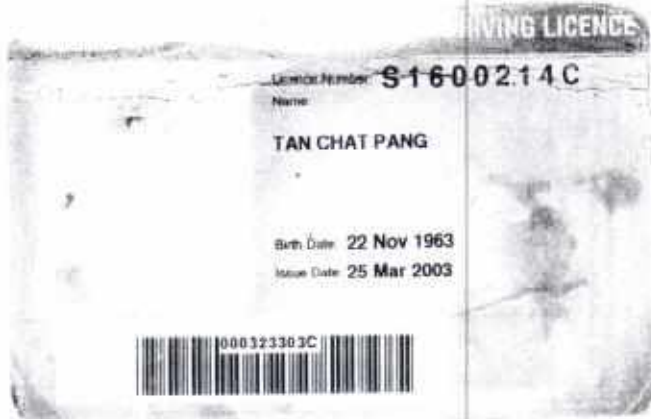 DRIVING LICENCE
Licence Number S1600214C
Name
TAN CHAT PANG
Birth Date 22 Nov 1963
Issue Date 25 Mar 2003
000323303C